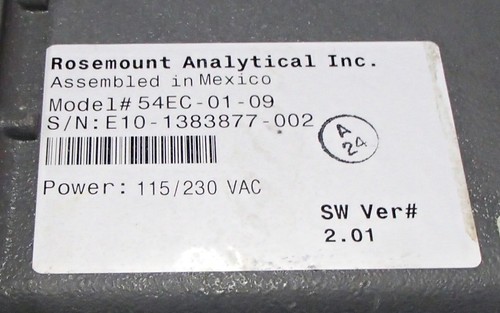 Rosemount Analytical Inc.
Assembled in Mexico
Model# 54EC-01-09
S/N: E10-1383877-002
A
24
Power: 115/230 VAC
SW Ver#
2.01